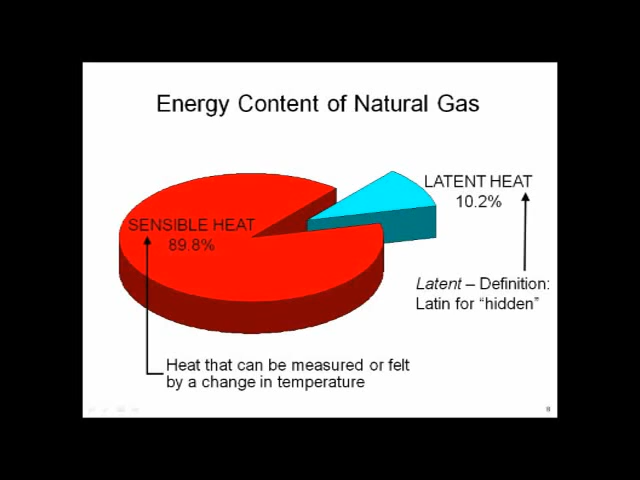 Energy Content of Natural Gas
LATENT HEAT
10.2%
SENSIBLE HEAT
89.8%
Latent – Definition:
Latin for “hidden”
Heat that can be measured or felt
by a change in temperature